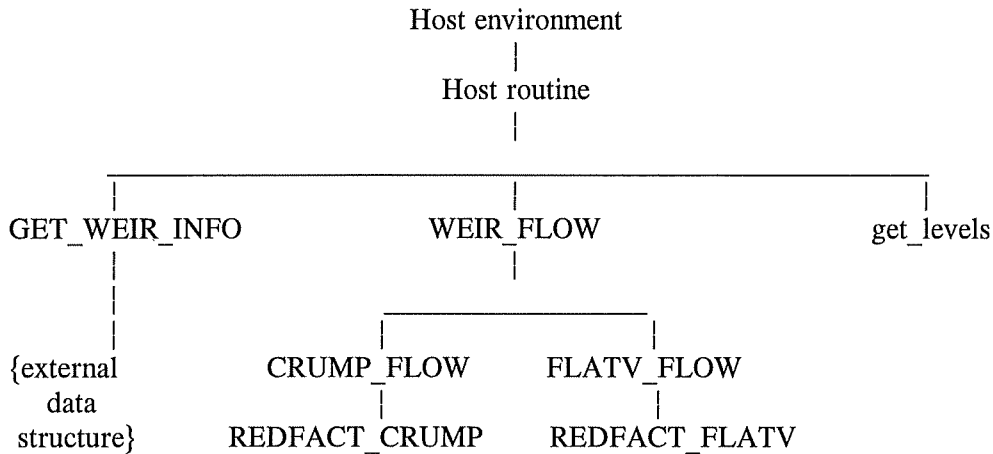 Host environment
Host routine
GET_WEIR_INFO WEIR_FLOW get_levels
{external CRUMP_FLOW FLATV_FLOW
data
structure} REDFACT_CRUMP REDFACT_FLATV